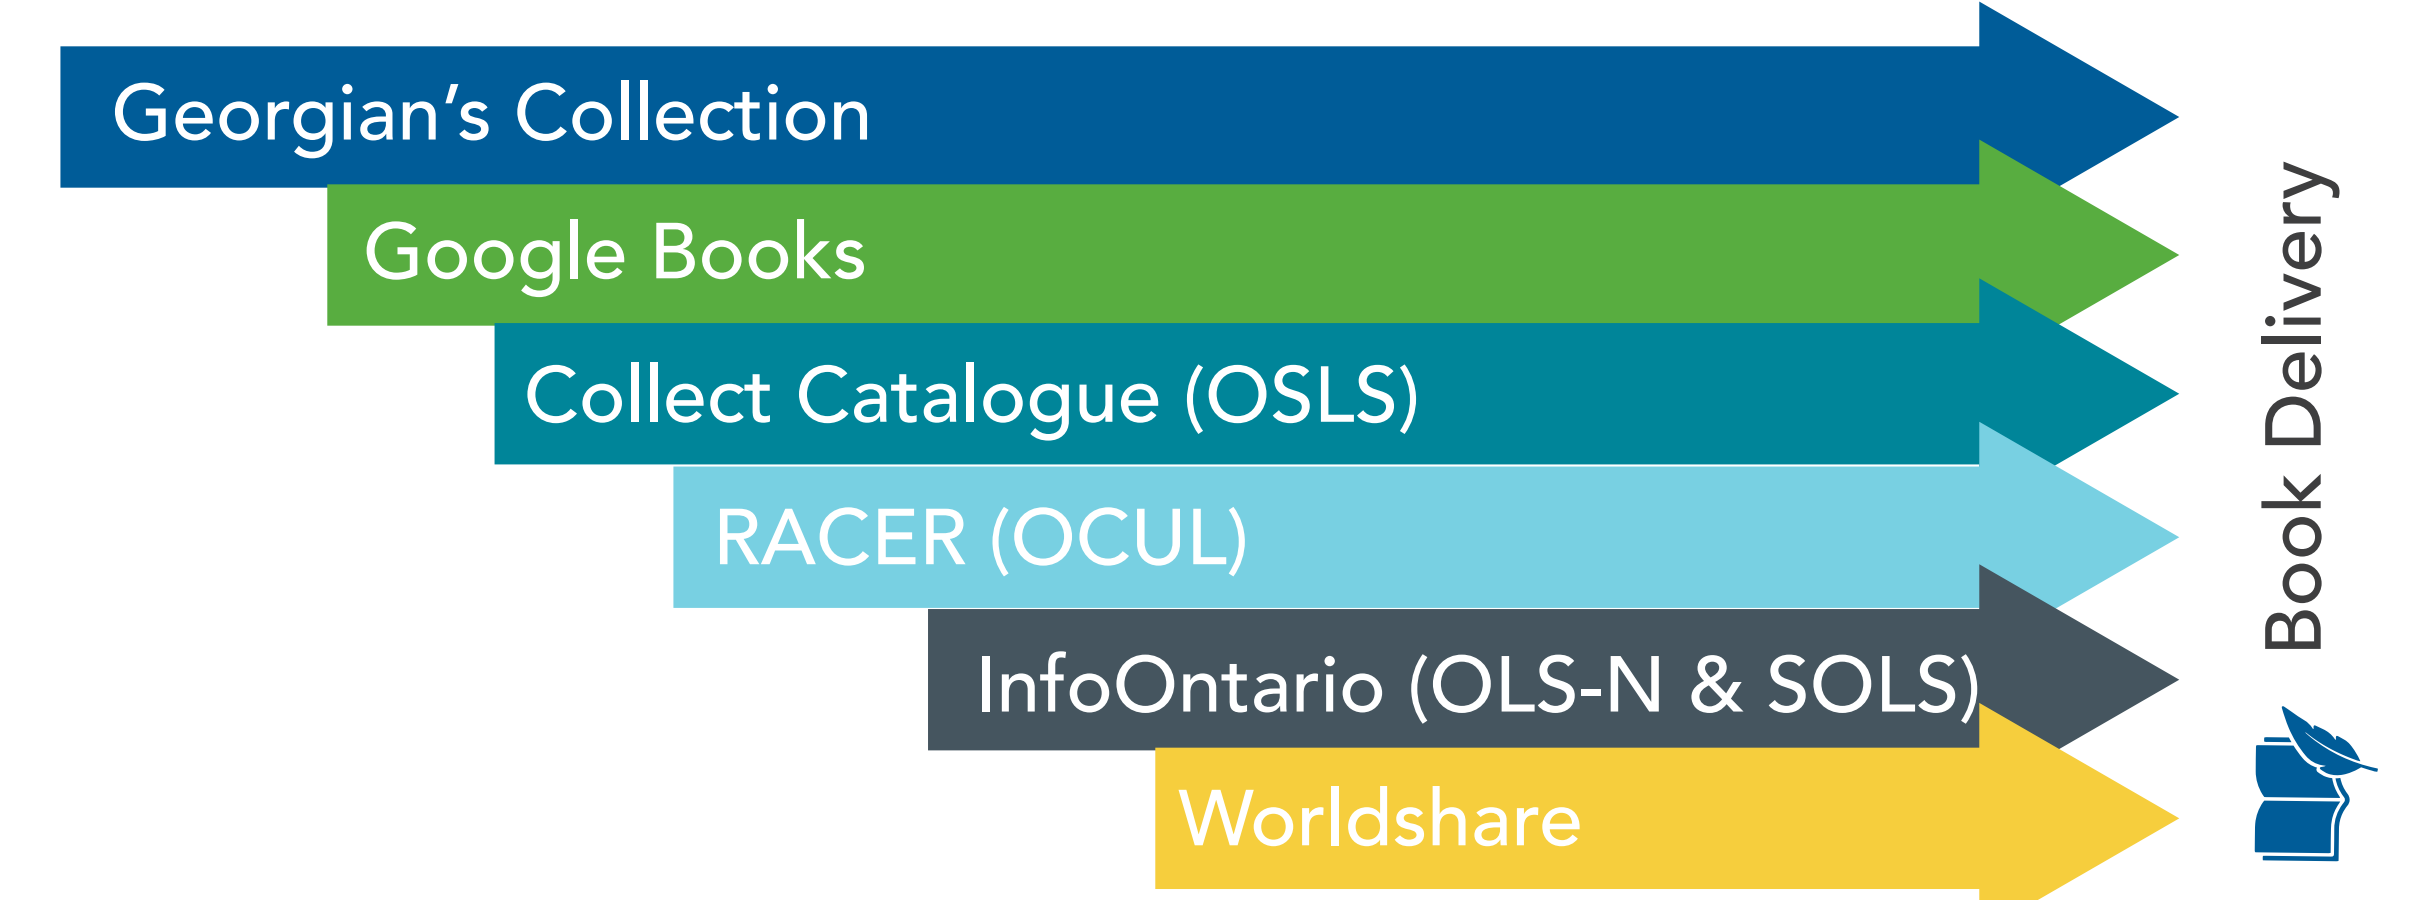 Georgian’s Collection
Google Books
Collect Catalogue (OSLS)
RACER (OCUL)
InfoOntario (OLS-N & SOLS)
Worldshare
Book Delivery